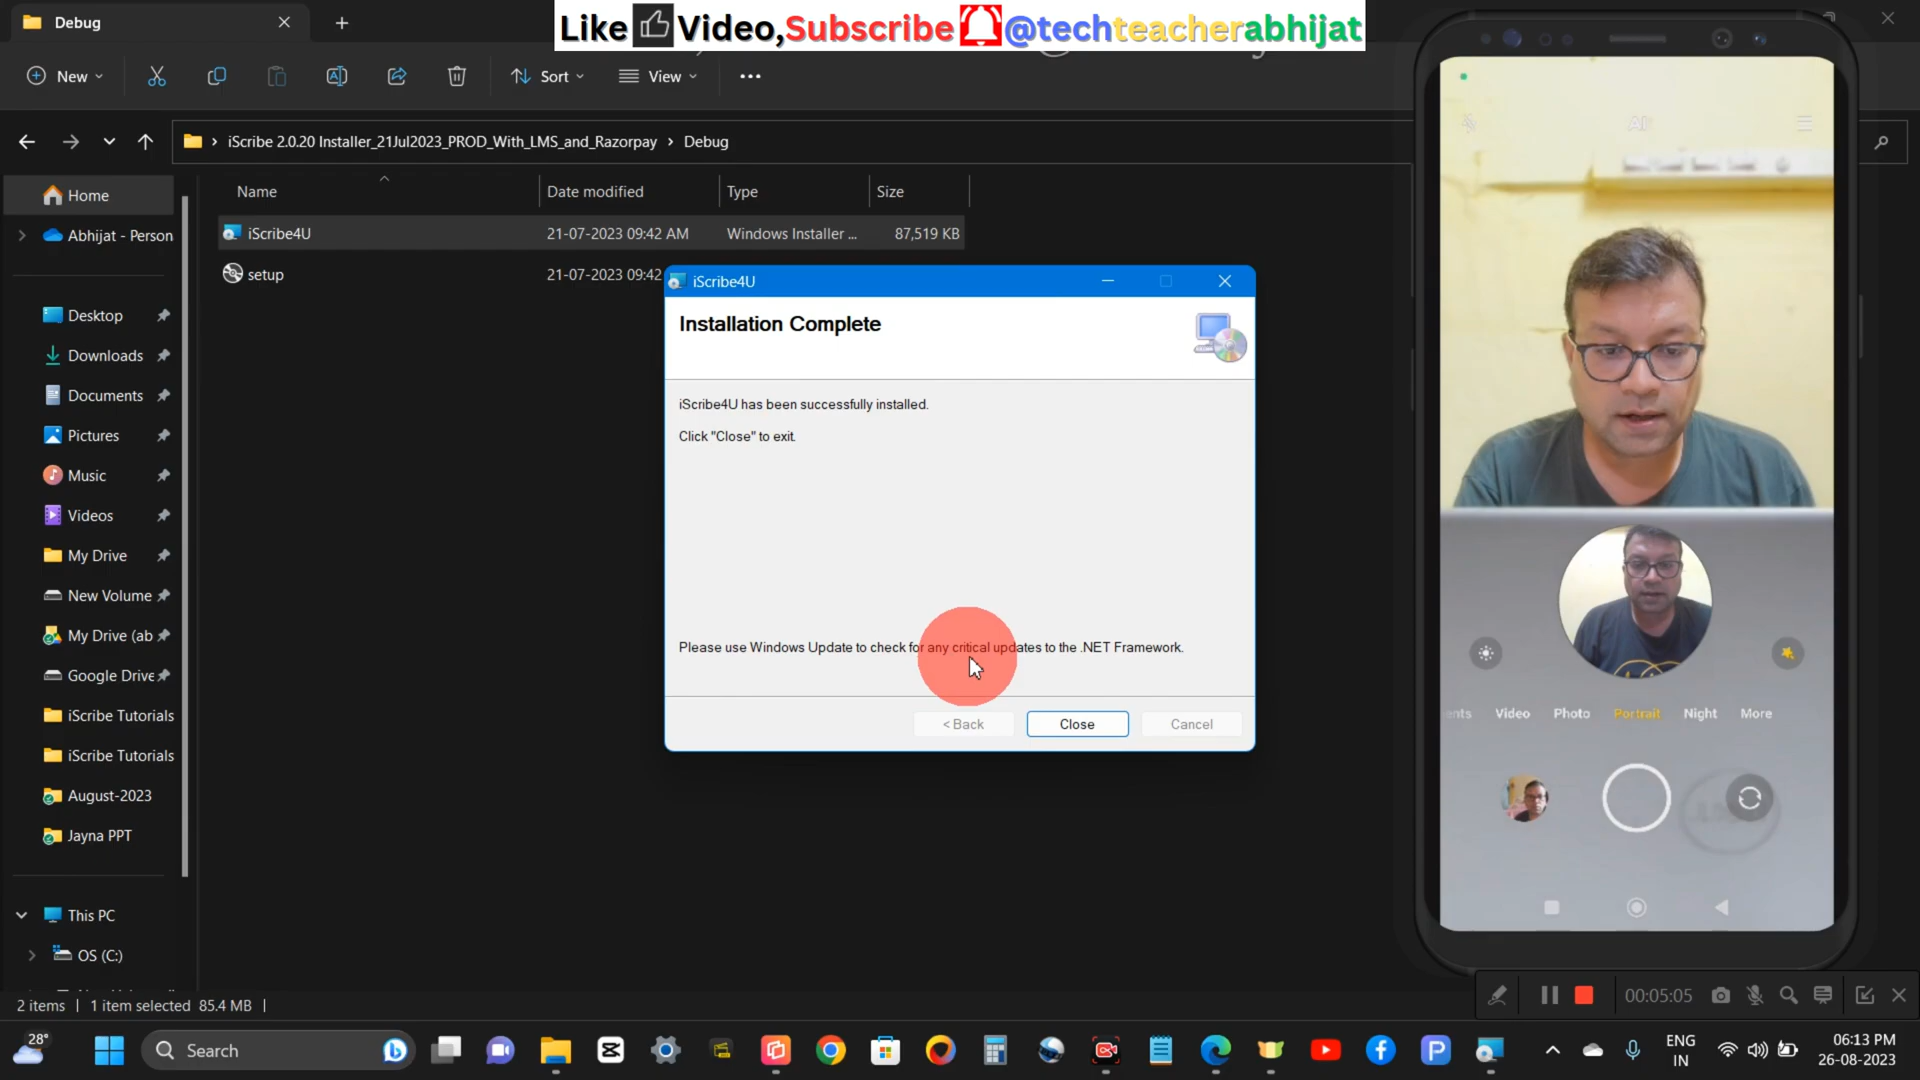 Debug
Like Video,Subscribe @techteacherabhijat
New
Sort
View
iScribe 2.0.20 Installer_21Jul2023_PROD_With_LMS_and_Razorpay > Debug
Name
Date modified
Type
Size
iScribe4U
21-07-2023 09:42 AM
Windows Installer ...
87,519 KB
setup
21-07-2023 09:42
Home
Abhijat - Person
Desktop
Downloads
Documents
Pictures
Music
Videos
My Drive
New Volume
My Drive (ab
Google Drive
iScribe Tutorials
iScribe Tutorials
August-2023
Jayna PPT
This PC
OS (C:)
iScribe4U
Installation Complete
iScribe4U has been successfully installed.
Click "Close" to exit.
Please use Windows Update to check for any critical updates to the .NET Framework.
< Back
Close
Cancel
AI
Video
Photo
Portrait
Night
More
2 items
1 item selected 85.4 MB
00:05:05
28°
Search
ENG
IN
06:13 PM
26-08-2023